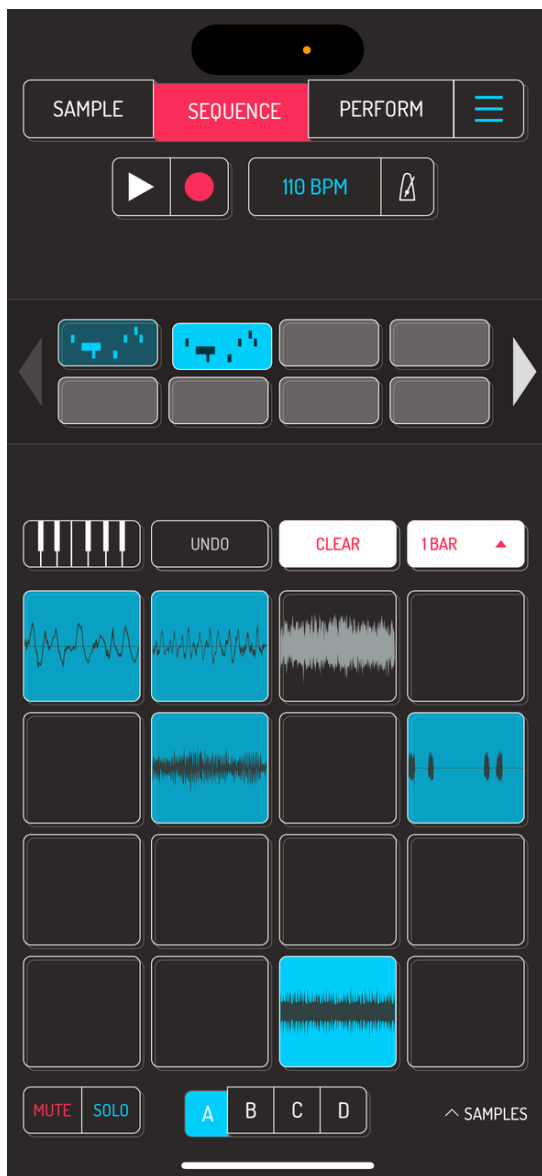 SAMPLE SEQUENCE PERFORM
110 BPM
UNDO CLEAR 1 BAR
MUTE SOLO A B C D SAMPLES